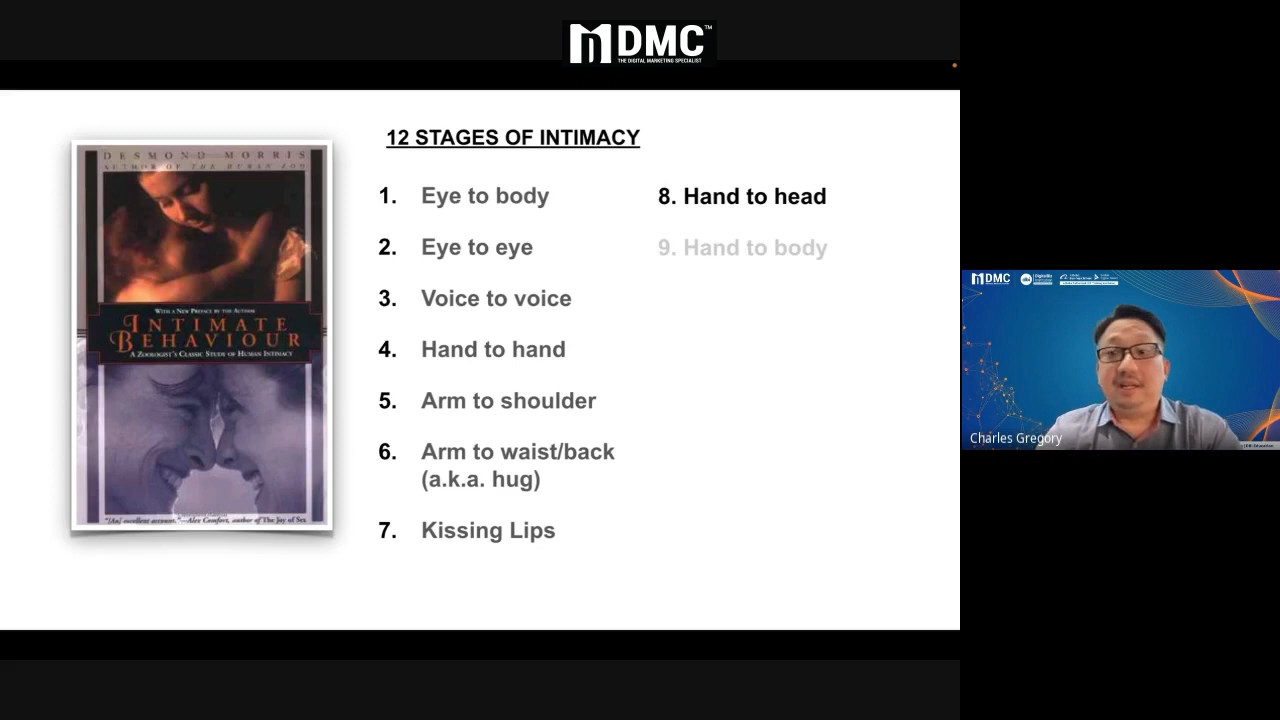 DMC™
THE DIGITAL MARKETING SPECIALIST
12 STAGES OF INTIMACY
1. Eye to body
2. Eye to eye
3. Voice to voice
4. Hand to hand
5. Arm to shoulder
6. Arm to waist/back
(a.k.a. hug)
7. Kissing Lips
8. Hand to head
9. Hand to body
DESMOND MORRIS
AUTHOR OF THE HUMAN ZOO
WITH A NEW PREFACE BY THE AUTHOR
INTIMATE
BEHAVIOUR
A ZOOLOGIST'S CLASSIC STUDY OF HUMAN INTIMACY
"[An] excellent account."—Alex Comfort, author of The Joy of Sex
DMC
Charles Gregory